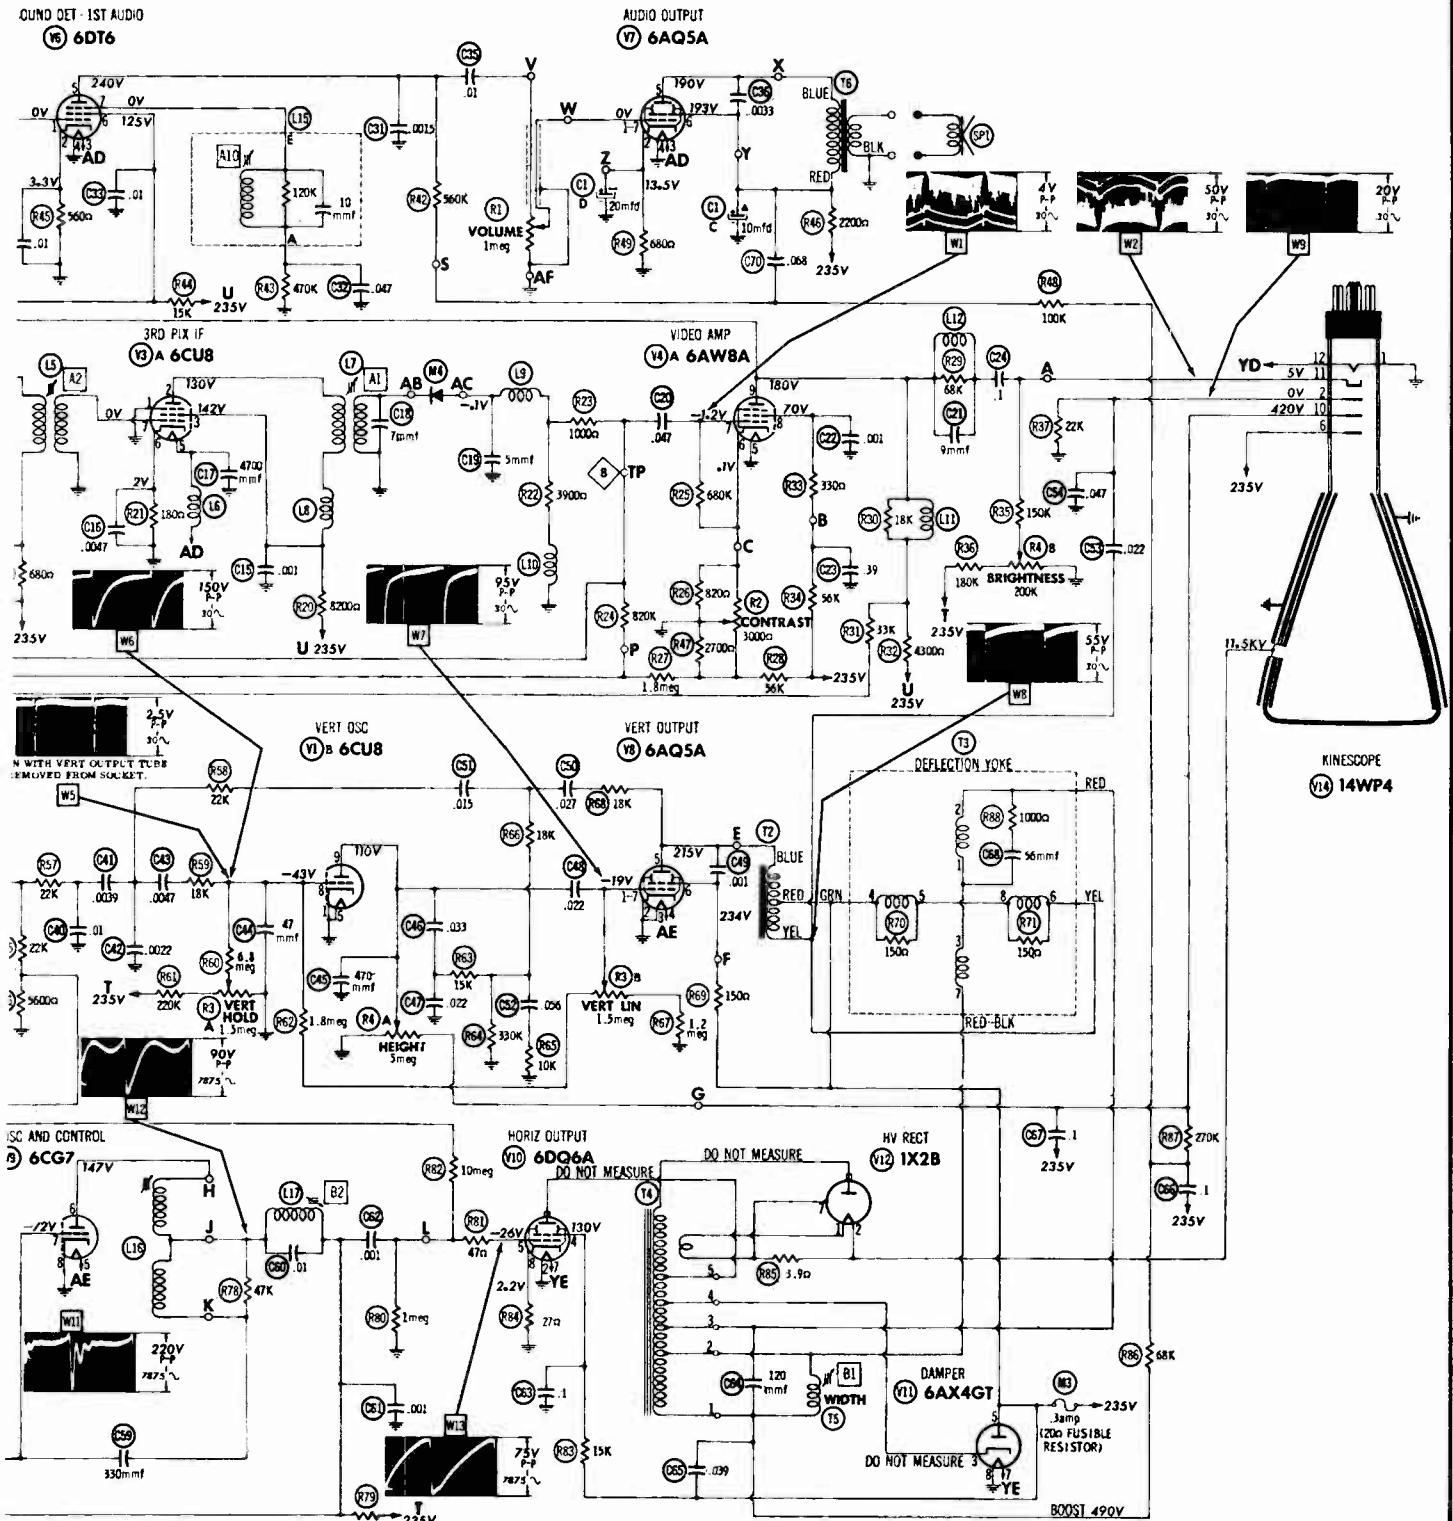 OUND DET - 1ST AUDIO
V6 6DT6
AUDIO OUTPUT
V7 6AQ5A
240V
0V
125V
0V
AD
3.3V
R45 560Ω
.01
C33 .01
L15
E
A10
120K
10 mmf
A
R43 470K
C32 .047
R44 15K
U 235V
C31 .0015
R42 560K
S
C35 .01
V
W
R1 VOLUME 1meg
AF
0V
190V
193V
AD
13.5V
Z
C1 D 20mfd
R49 680Ω
C36 .0033
X
Y
C1 C 10mfd
C70 .068
R46 2200Ω
235V
BLUE
T6
BLK
RED
SP1
4V P-P 30~
W1
50V P-P 30~
W2
20V P-P 30~
W9
R48 100K
3RD PIX IF
V3 A 6CU8
L5
A2
130V
142V
0V
2V
C17 4700 mmf
C16 .0047
R21 180Ω
L6
AD
680Ω
235V
L7
A1
L8
C15 .001
R20 8200Ω
U 235V
AB
M4
AC
-.1V
C18 7mmf
C19 5mmf
L9
R22 3900Ω
L10
R23 1000Ω
B
TP
R24 820K
P
C20 .047
VIDEO AMP
V4 A 6AW8A
-1.2V
180V
70V
.1V
R25 680K
C
C22 .001
R33 330Ω
B
C23 .39
R34 56K
R26 820Ω
R2 CONTRAST 3000Ω
R47 2700Ω
R27 1.8meg
R28 56K
235V
L12
R29 68K
C21 9mmf
C24 .1
A
R30 18K
L11
R31 33K
R32 4300Ω
U 235V
R37 22K
R35 150K
C54 .047
C53 .022
R36 180K
R4 B BRIGHTNESS 200K
T 235V
YD
5V
0V
420V
12
11
2
10
6
1
235V
11.5KV
KINESCOPE
V14 14WP4
150V P-P 30~
W6
95V P-P 30~
W7
55V P-P 30~
W8
2.5V P-P 30~
N WITH VERT OUTPUT TUBE
EMOVED FROM SOCKET.
W5
VERT OSC
V1 B 6CU8
VERT OUTPUT
V8 6AQ5A
R58 22K
C51 .015
C50 .027
R68 18K
R57 22K
C41 .0039
C43 .0047
R59 18K
C40 .01
C42 .0022
22K
5600Ω
T 235V
R61 220K
R60 6.8 meg
R3 A VERT HOLD 1.5meg
C44 47 mmf
-43V
110V
R62 1.8meg
C45 470 mmf
C46 .033
C47 .022
R63 15K
R64 330K
R4 A HEIGHT 5meg
R66 18K
C52 .056
R65 10K
C48 .022
-19V
215V
234V
AE
R3 B VERT LIN 1.5meg
R67 1.2 meg
E
C49 .001
F
R69 150Ω
T2
BLUE
RED
GRN
YEL
T3
DEFLECTION YOKE
RED
R88 1000Ω
C68 56mmf
R70 150Ω
R71 150Ω
YEL
RED-BLK
90V P-P 7875~
W12
G
C67 .1
235V
R87 270K
C66 .1
235V
SC AND CONTROL
6CG7
147V
-12V
AE
H
J
K
L16
R78 47K
L17
B2
C60 .01
C62 .001
L
R82 10meg
R81 47Ω
R80 1meg
C61 .001
W11
220V P-P 7875~
C59 330mmf
R79
T 235V
HORIZ OUTPUT
V10 6DQ6A
DO NOT MEASURE
-26V
130V
2.2V
YE
R84 27Ω
C63 .1
R83 15K
W13
75V P-P 7875~
T4
DO NOT MEASURE
HV RECT
V12 1X2B
R85 3.9Ω
5
4
3
2
1
C64 120 mmf
B1
WIDTH
T5
C65 .039
DAMPER
V11 6AX4GT
DO NOT MEASURE
YE
M3
.3amp
(20Ω FUSIBLE
RESISTOR)
235V
R86 68K
BOOST 490V